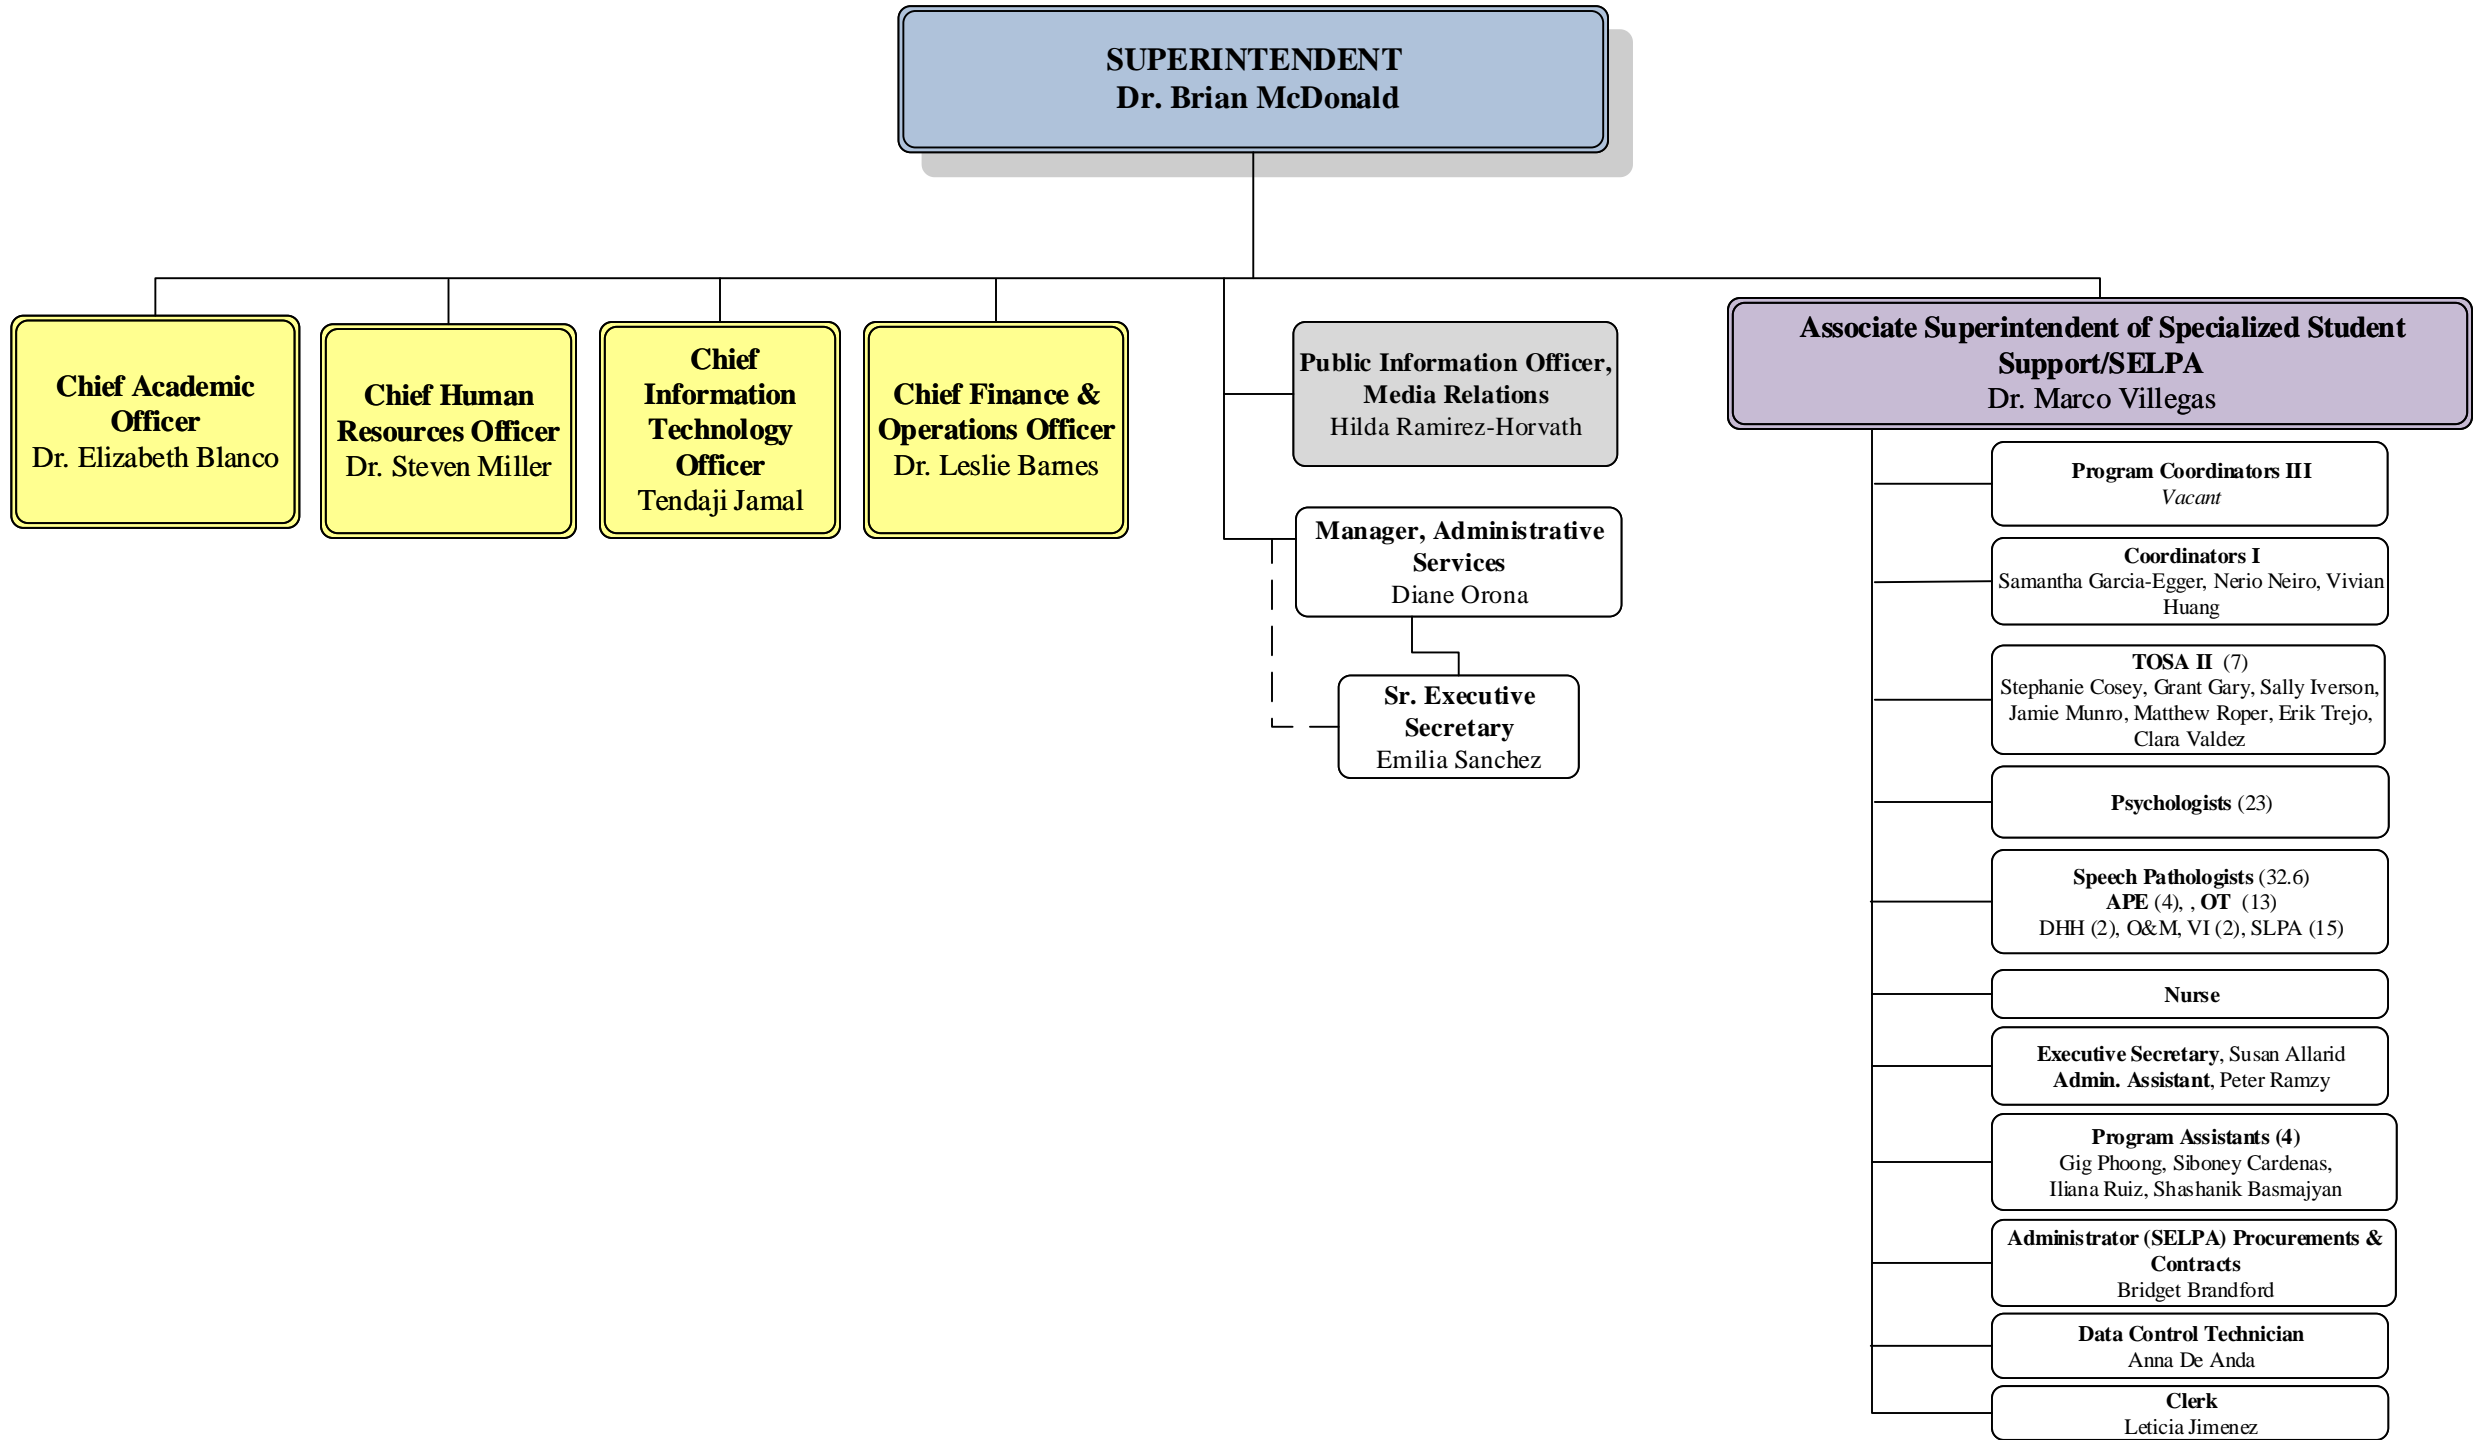 SUPERINTENDENT
Dr. Brian McDonald
Chief Academic
Officer
Dr. Elizabeth Blanco
Chief Human
Resources Officer
Dr. Steven Miller
Chief
Information
Technology
Officer
Tendaji Jamal
Chief Finance &
Operations Officer
Dr. Leslie Barnes
Public Information Officer,
Media Relations
Hilda Ramirez-Horvath
Manager, Administrative
Services
Diane Orona
Sr. Executive
Secretary
Emilia Sanchez
Associate Superintendent of Specialized Student
Support/SELPA
Dr. Marco Villegas
Program Coordinators III
Vacant
Coordinators I
Samantha Garcia-Egger, Nerio Neiro, Vivian
Huang
TOSA II (7)
Stephanie Cosey, Grant Gary, Sally Iverson,
Jamie Munro, Matthew Roper, Erik Trejo,
Clara Valdez
Psychologists (23)
Speech Pathologists (32.6)
APE (4), , OT (13)
DHH (2), O&M, VI (2), SLPA (15)
Nurse
Executive Secretary, Susan Allarid
Admin. Assistant, Peter Ramzy
Program Assistants (4)
Gig Phoong, Siboney Cardenas,
Iliana Ruiz, Shashanik Basmajyan
Administrator (SELPA) Procurements &
Contracts
Bridget Brandford
Data Control Technician
Anna De Anda
Clerk
Leticia Jimenez